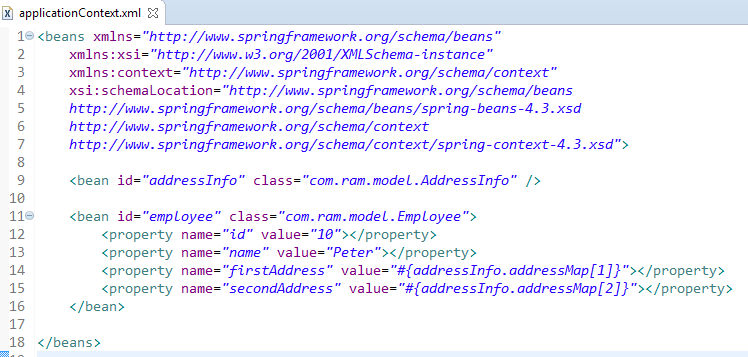 applicationContext.xml
1 <beans xmlns="http://www.springframework.org/schema/beans"
2     xmlns:xsi="http://www.w3.org/2001/XMLSchema-instance"
3     xmlns:context="http://www.springframework.org/schema/context"
4     xsi:schemaLocation="http://www.springframework.org/schema/beans
5     http://www.springframework.org/schema/beans/spring-beans-4.3.xsd
6     http://www.springframework.org/schema/context
7     http://www.springframework.org/schema/context/spring-context-4.3.xsd">
8
9     <bean id="addressInfo" class="com.ram.model.AddressInfo" />
10
11     <bean id="employee" class="com.ram.model.Employee">
12         <property name="id" value="10"></property>
13         <property name="name" value="Peter"></property>
14         <property name="firstAddress" value="#{addressInfo.addressMap[1]}"></property>
15         <property name="secondAddress" value="#{addressInfo.addressMap[2]}"></property>
16     </bean>
17
18 </beans>